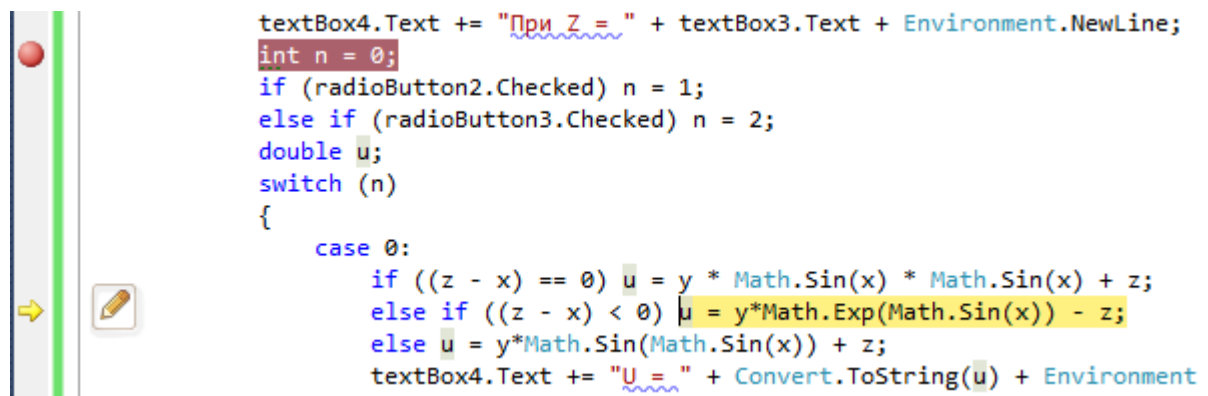 textBox4.Text += "При Z = " + textBox3.Text + Environment.NewLine;
int n = 0;
if (radioButton2.Checked) n = 1;
else if (radioButton3.Checked) n = 2;
double u;
switch (n)
{
case 0:
if ((z - x) == 0) u = y * Math.Sin(x) * Math.Sin(x) + z;
else if ((z - x) < 0) u = y*Math.Exp(Math.Sin(x)) - z;
else u = y*Math.Sin(Math.Sin(x)) + z;
textBox4.Text += "U = " + Convert.ToString(u) + Environment